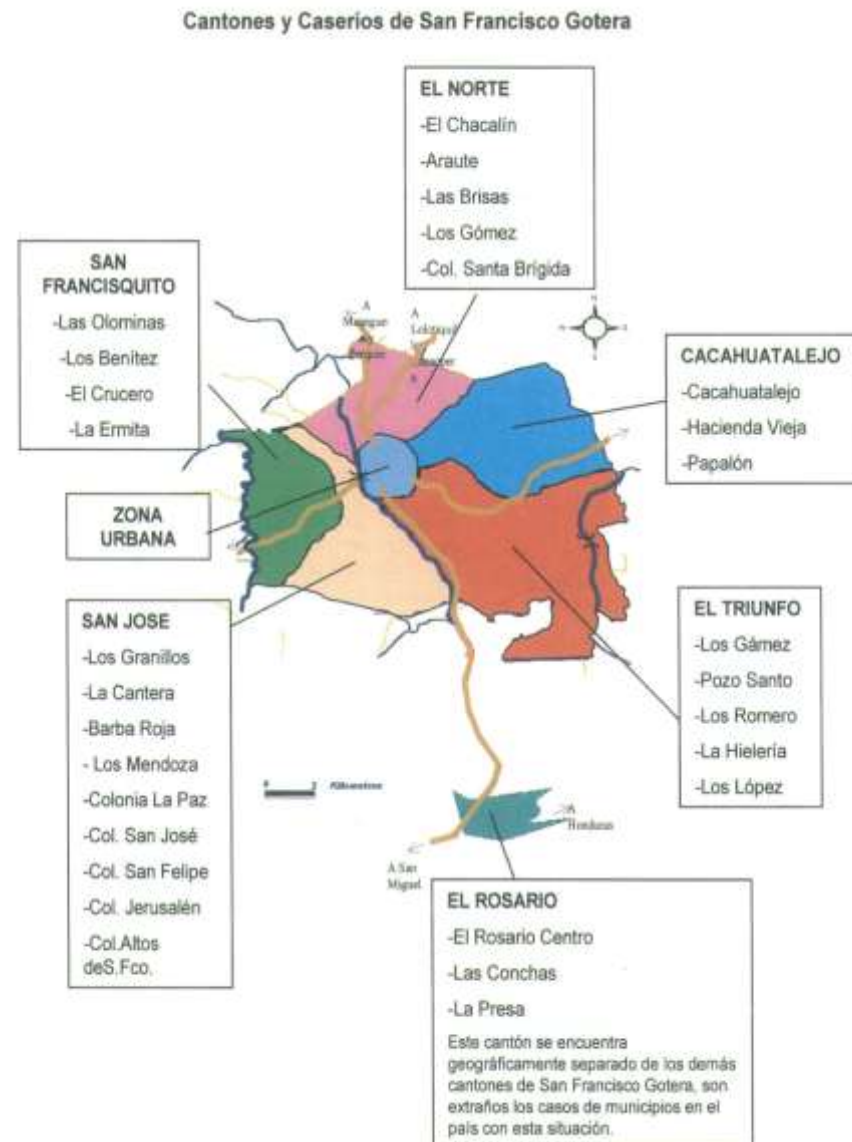 Cantones y Caseríos de San Francisco Gotera
EL NORTE
-El Chacalín
-Araute
-Las Brisas
-Los Gómez
-Col. Santa Brígida
SAN
FRANCISQUITO
-Las Olominas
-Los Benítez
-El Crucero
-La Ermita
A
A
N
CACAHUATALEJO
-Cacahuatalejo
-Hacienda Vieja
-Papalón
ZONA
URBANA
SAN JOSE
-Los Granillos
-La Cantera
-Barba Roja
- Los Mendoza
-Colonia La Paz
-Col. San José
-Col. San Felipe
-Col. Jerusalén
-Col.Altos
deS.Fco.
EL TRIUNFO
-Los Gámez
-Pozo Santo
-Los Romero
-La Hielería
-Los López
0 2 Kilometros
A
Honduras
A San
Miguel
EL ROSARIO
-El Rosario Centro
-Las Conchas
-La Presa
Este cantón se encuentra
geográficamente separado de los demás
cantones de San Francisco Gotera, son
extraños los casos de municipios en el
país con esta situación.